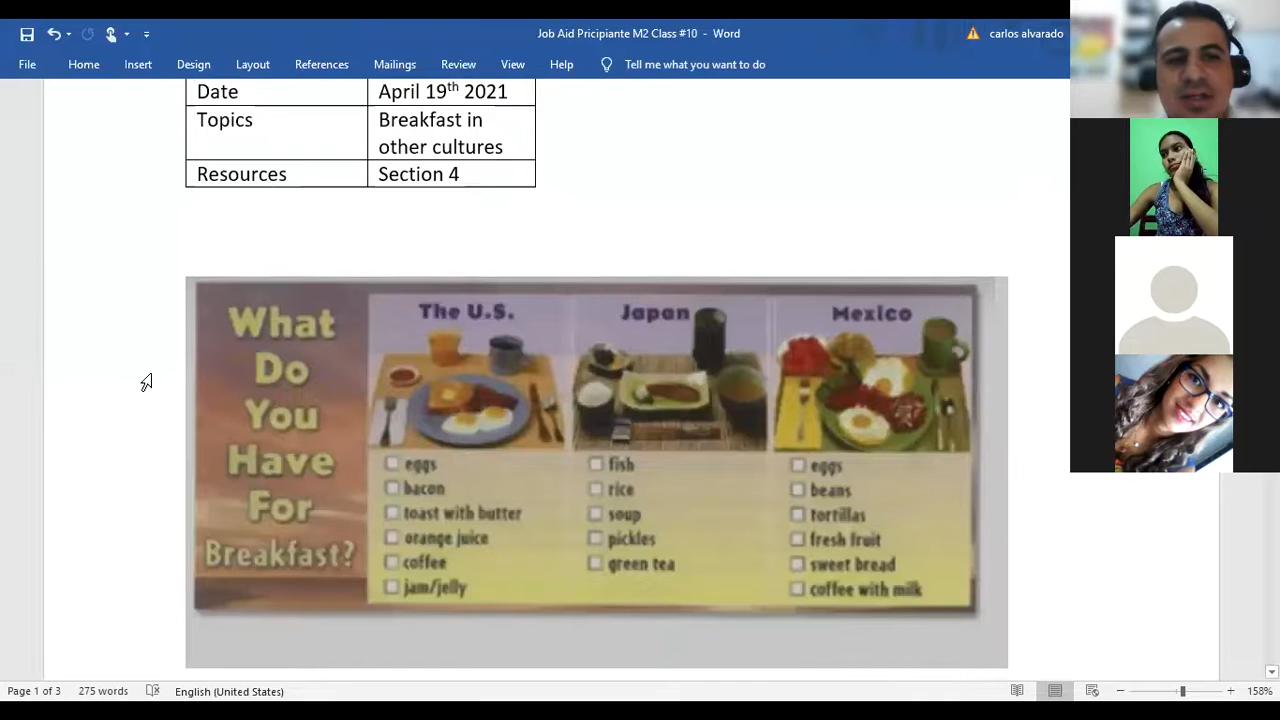 Job Aid Pricipiante M2 Class #10 - Word
carlos alvarado
File Home Insert Design Layout References Mailings Review View Help Tell me what you want to do
Date April 19th 2021
Topics Breakfast in
other cultures
Resources Section 4
What
Do
You
Have
For
Breakfast?
The U.S.
eggs
bacon
toast with butter
orange juice
coffee
jam/jelly
Japan
fish
rice
soup
pickles
green tea
Mexico
eggs
beans
tortillas
fresh fruit
sweet bread
coffee with milk
Page 1 of 3 275 words English (United States) 158%